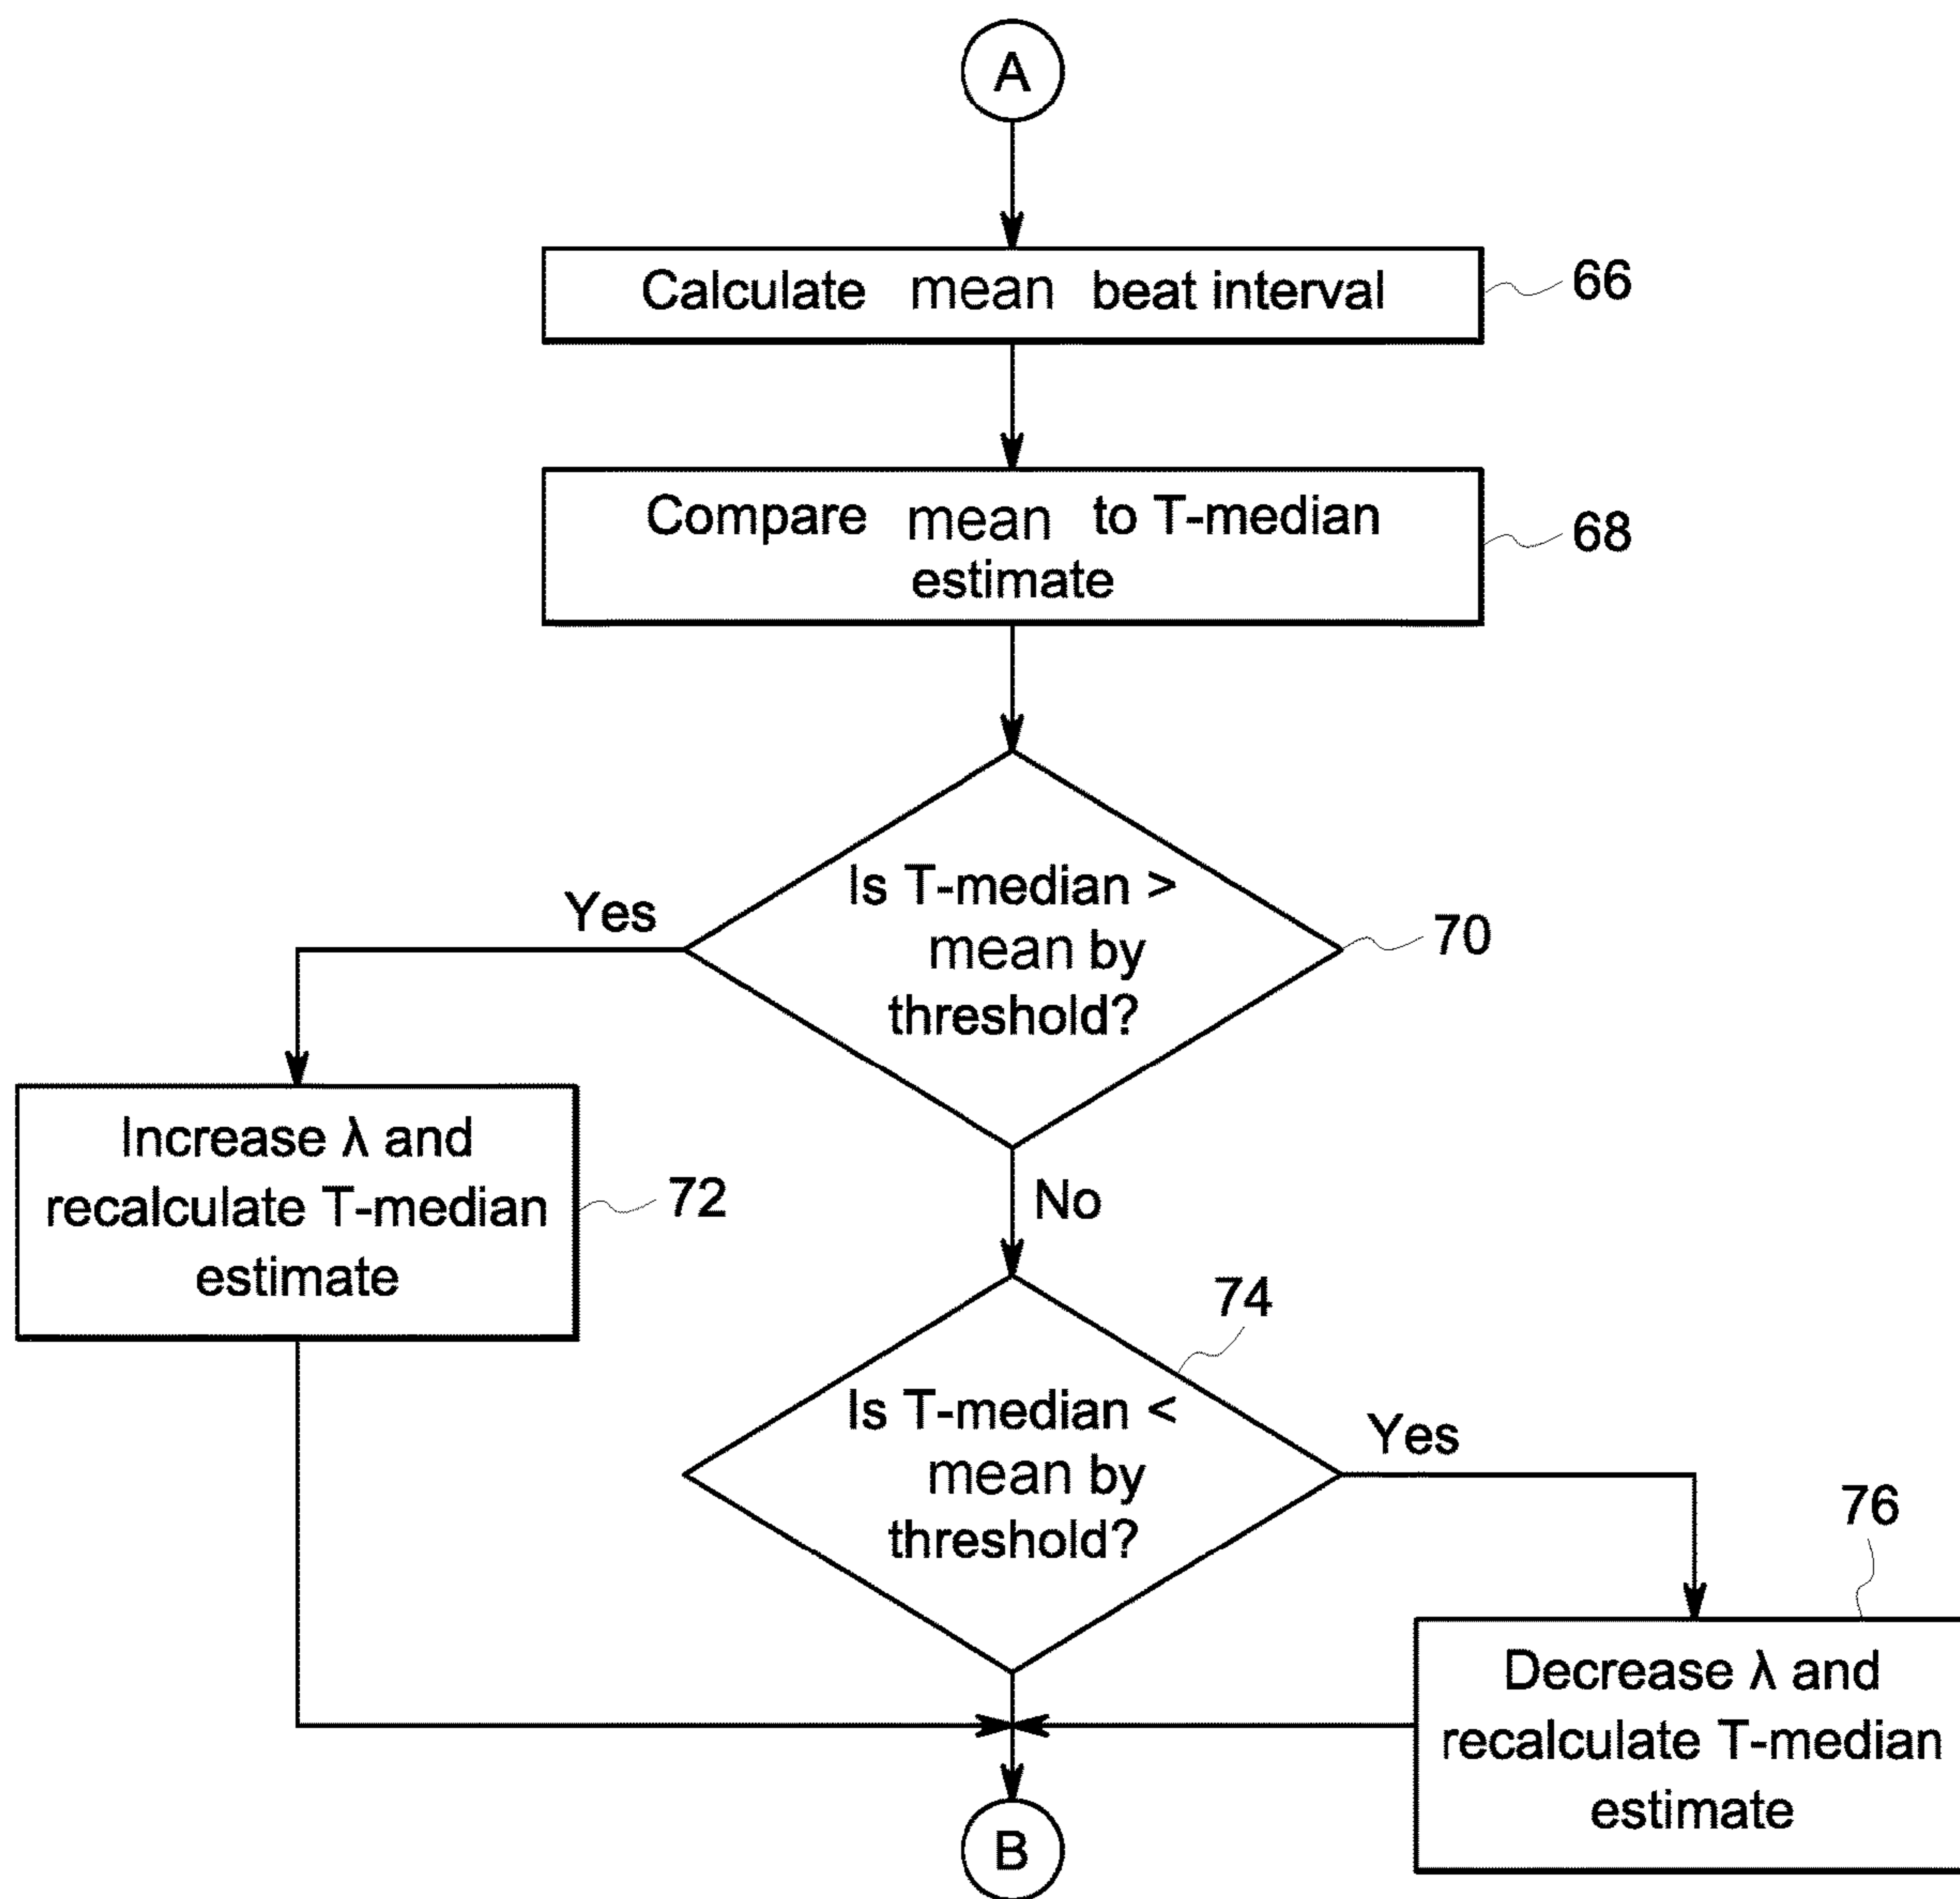 A
Calculate mean beat interval
66
Compare mean to T-median
estimate
68
Is T-median >
mean by
threshold?
70
Yes
Increase λ and
recalculate T-median
estimate
72
No
74
Is T-median <
mean by
threshold?
Yes
76
Decrease λ and
recalculate T-median
estimate
B